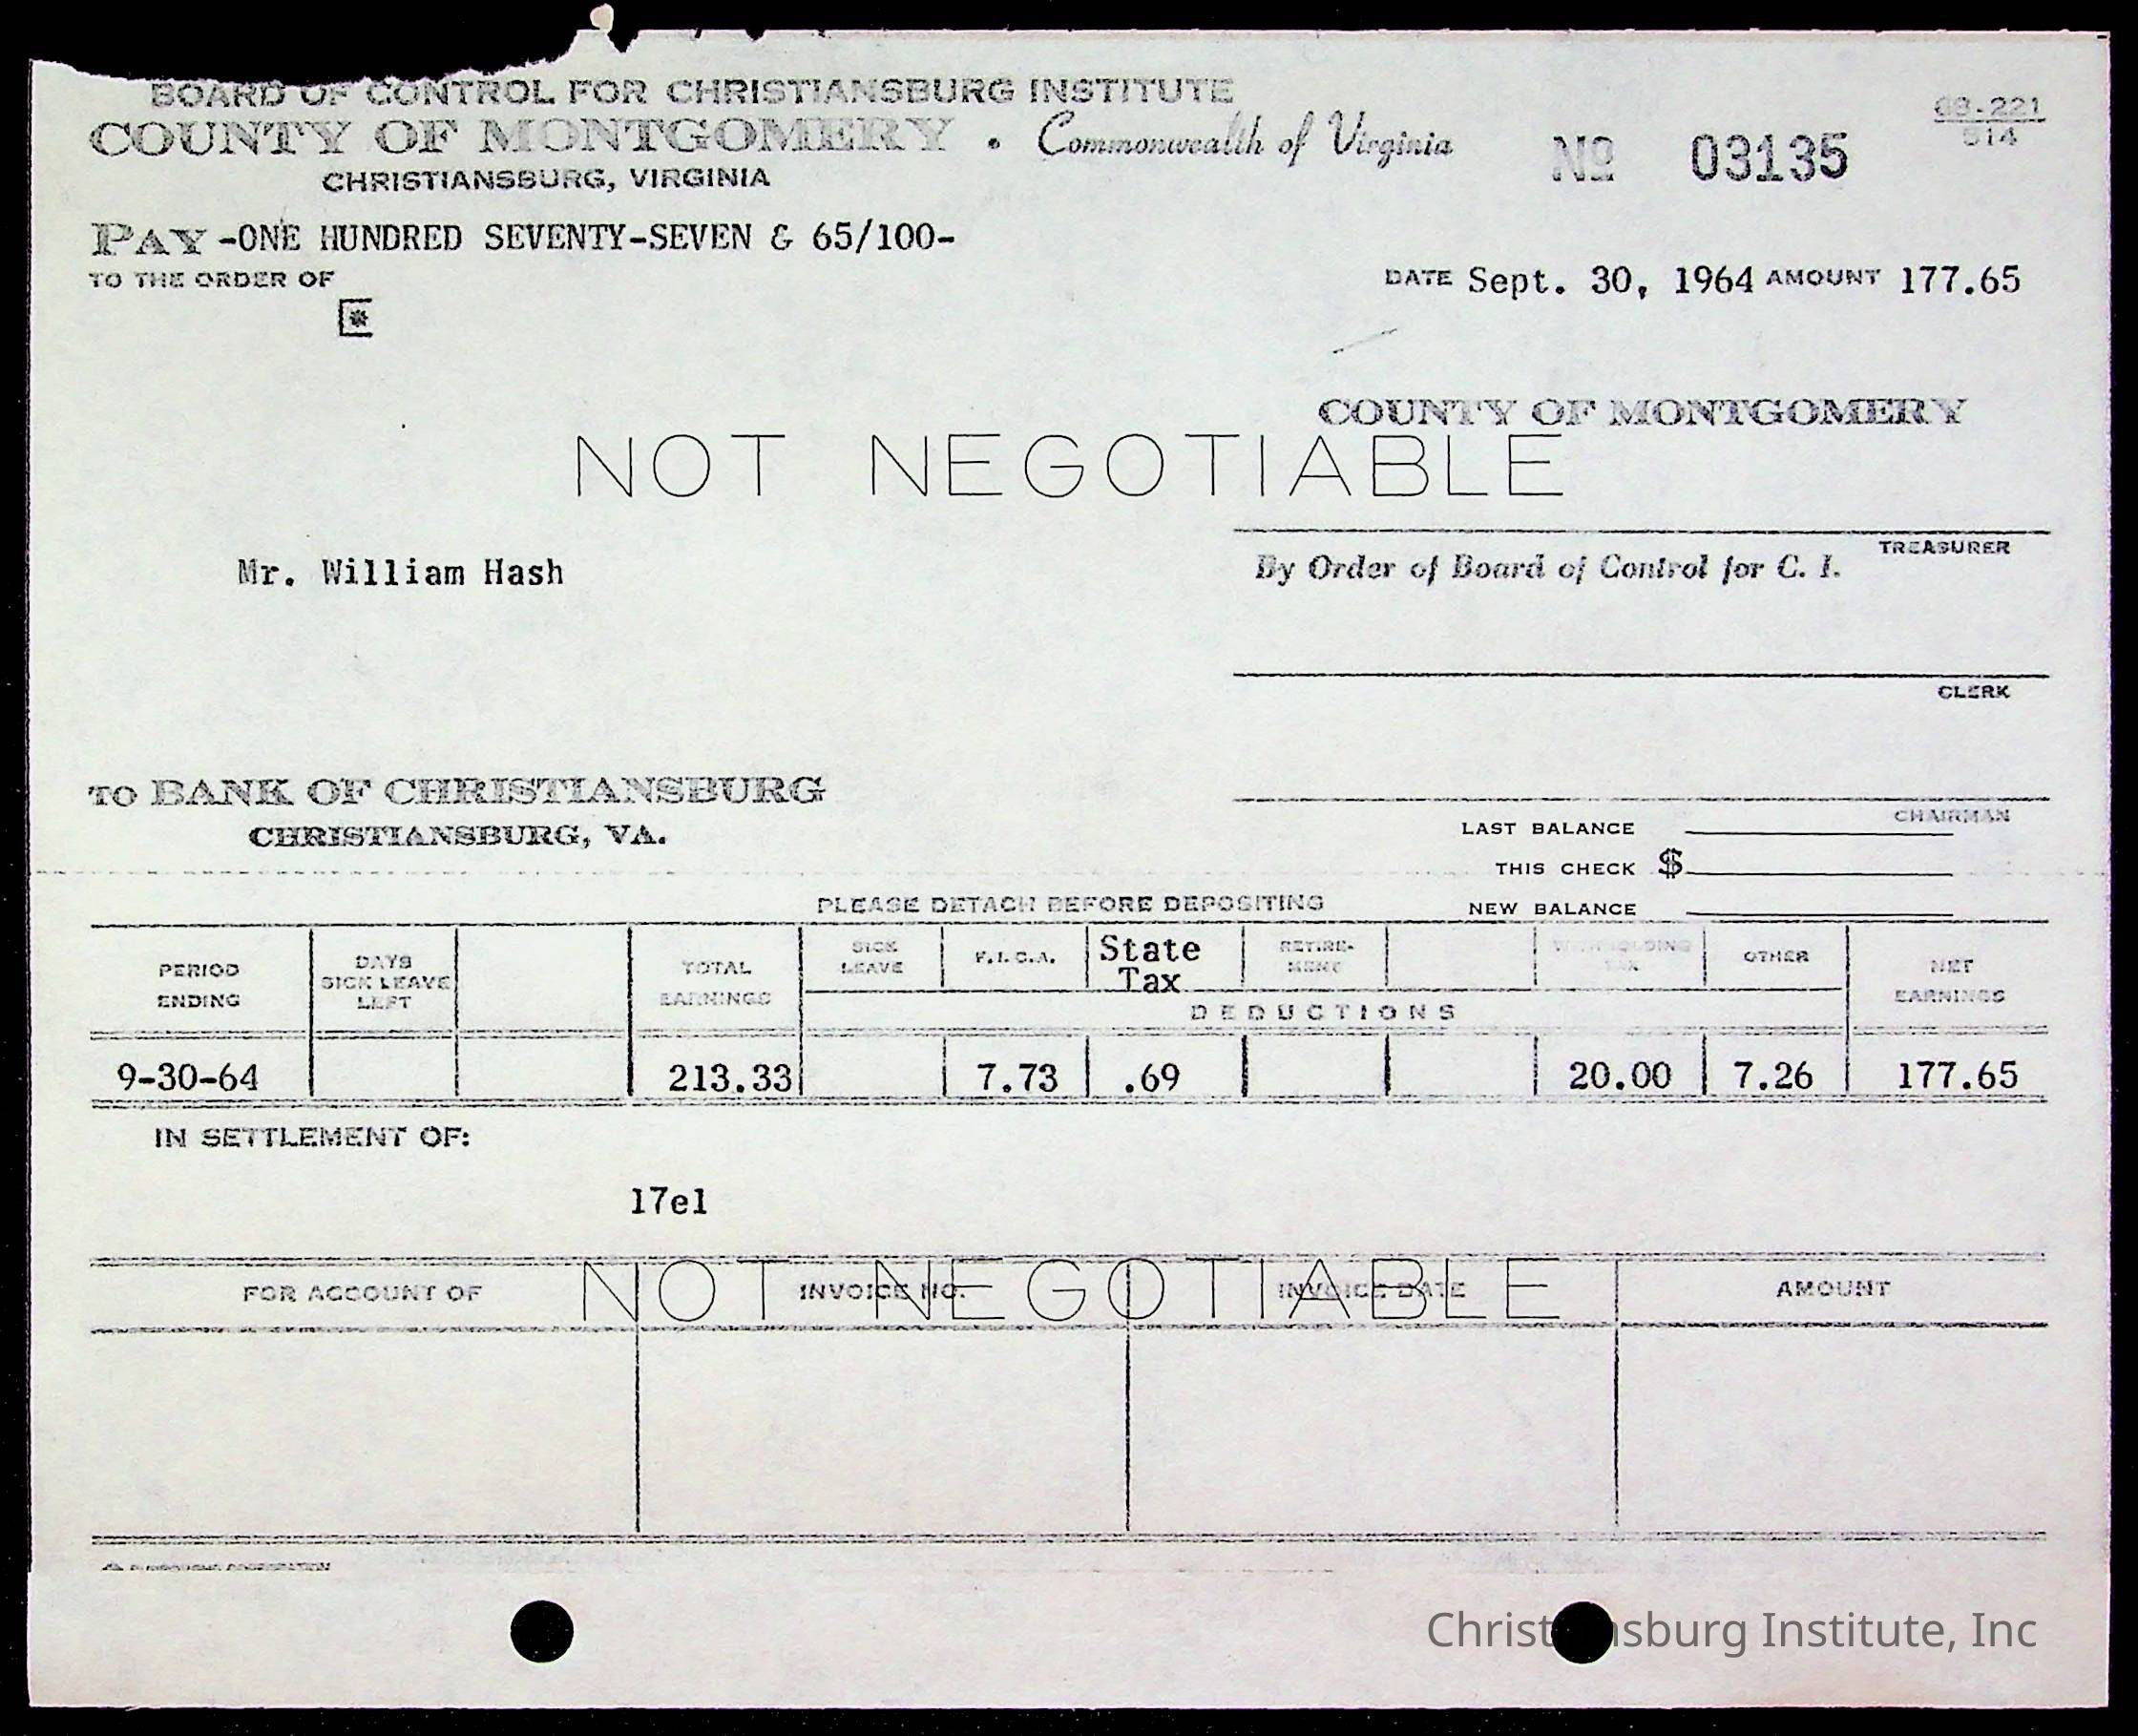 BOARD OF CONTROL FOR CHRISTIANSBURG INSTITUTE
COUNTY OF MONTGOMERY • Commonwealth of Virginia
CHRISTIANSBURG, VIRGINIA
No 03135
68-221
514
PAY -ONE HUNDRED SEVENTY-SEVEN & 65/100-
TO THE ORDER OF
DATE Sept. 30, 1964 AMOUNT 177.65
COUNTY OF MONTGOMERY
NOT NEGOTIABLE
TREASURER
Mr. William Hash
By Order of Board of Control for C. I.
CLERK
TO BANK OF CHRISTIANSBURG
CHRISTIANSBURG, VA.
CHAIRMAN
LAST BALANCE
THIS CHECK $
NEW BALANCE
PLEASE DETACH BEFORE DEPOSITING
PERIOD ENDING DAYS SICK LEAVE LEFT TOTAL EARNINGS SICK LEAVE F.I.C.A. State Tax RETIRE- MENT WITHHOLDING TAX OTHER NET EARNINGS
DEDUCTIONS
9-30-64 213.33 7.73 .69 20.00 7.26 177.65
IN SETTLEMENT OF:
17el
NOT NEGOTIABLE
FOR ACCOUNT OF INVOICE NO. INVOICE DATE AMOUNT
Christiansburg Institute, Inc